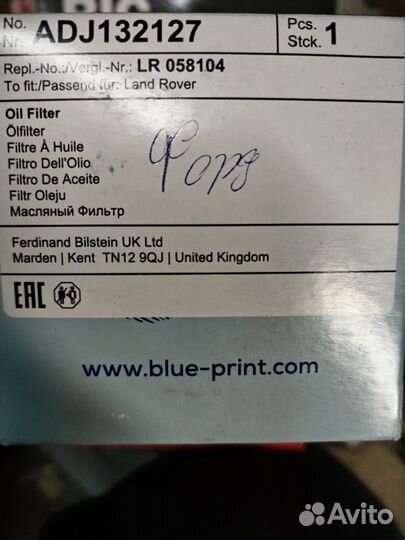 No. ADJ132127 Pcs. 1
Nr. Stck.
Repl.-No.:/Vergl.-Nr.: LR 058104
To fit:/Passend für: Land Rover
Oil Filter
Ölfilter
Filtre À Huile
Filtro Dell'Olio
Filtro De Aceite
Filtr Oleju
Масляный Фильтр
Форд
Ferdinand Bilstein UK Ltd
Marden | Kent TN12 9QJ | United Kingdom
EAC
www.blue-print.com
Avito